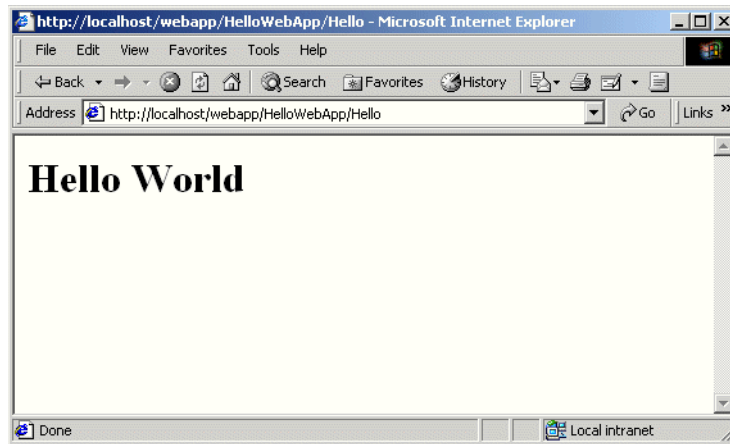 http://localhost/webapp/HelloWebApp/Hello - Microsoft Internet Explorer
File Edit View Favorites Tools Help
Back Search Favorites History
Address http://localhost/webapp/HelloWebApp/Hello Go Links »
Hello World
Done Local intranet